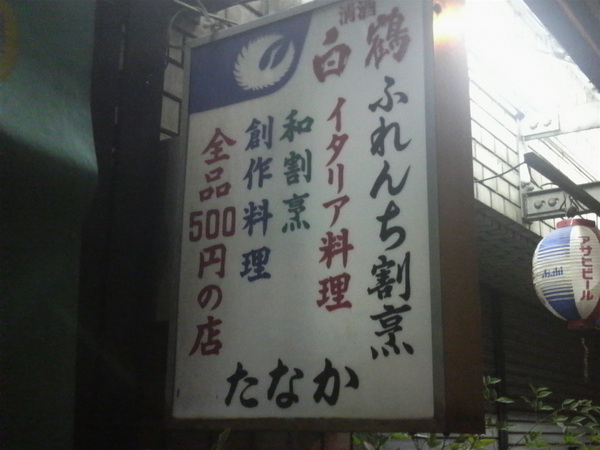 清酒
白鶴
ふれんち割烹
イタリア料理
和割烹
創作料理
全品500円の店
たなか
アサヒビール
Asahi